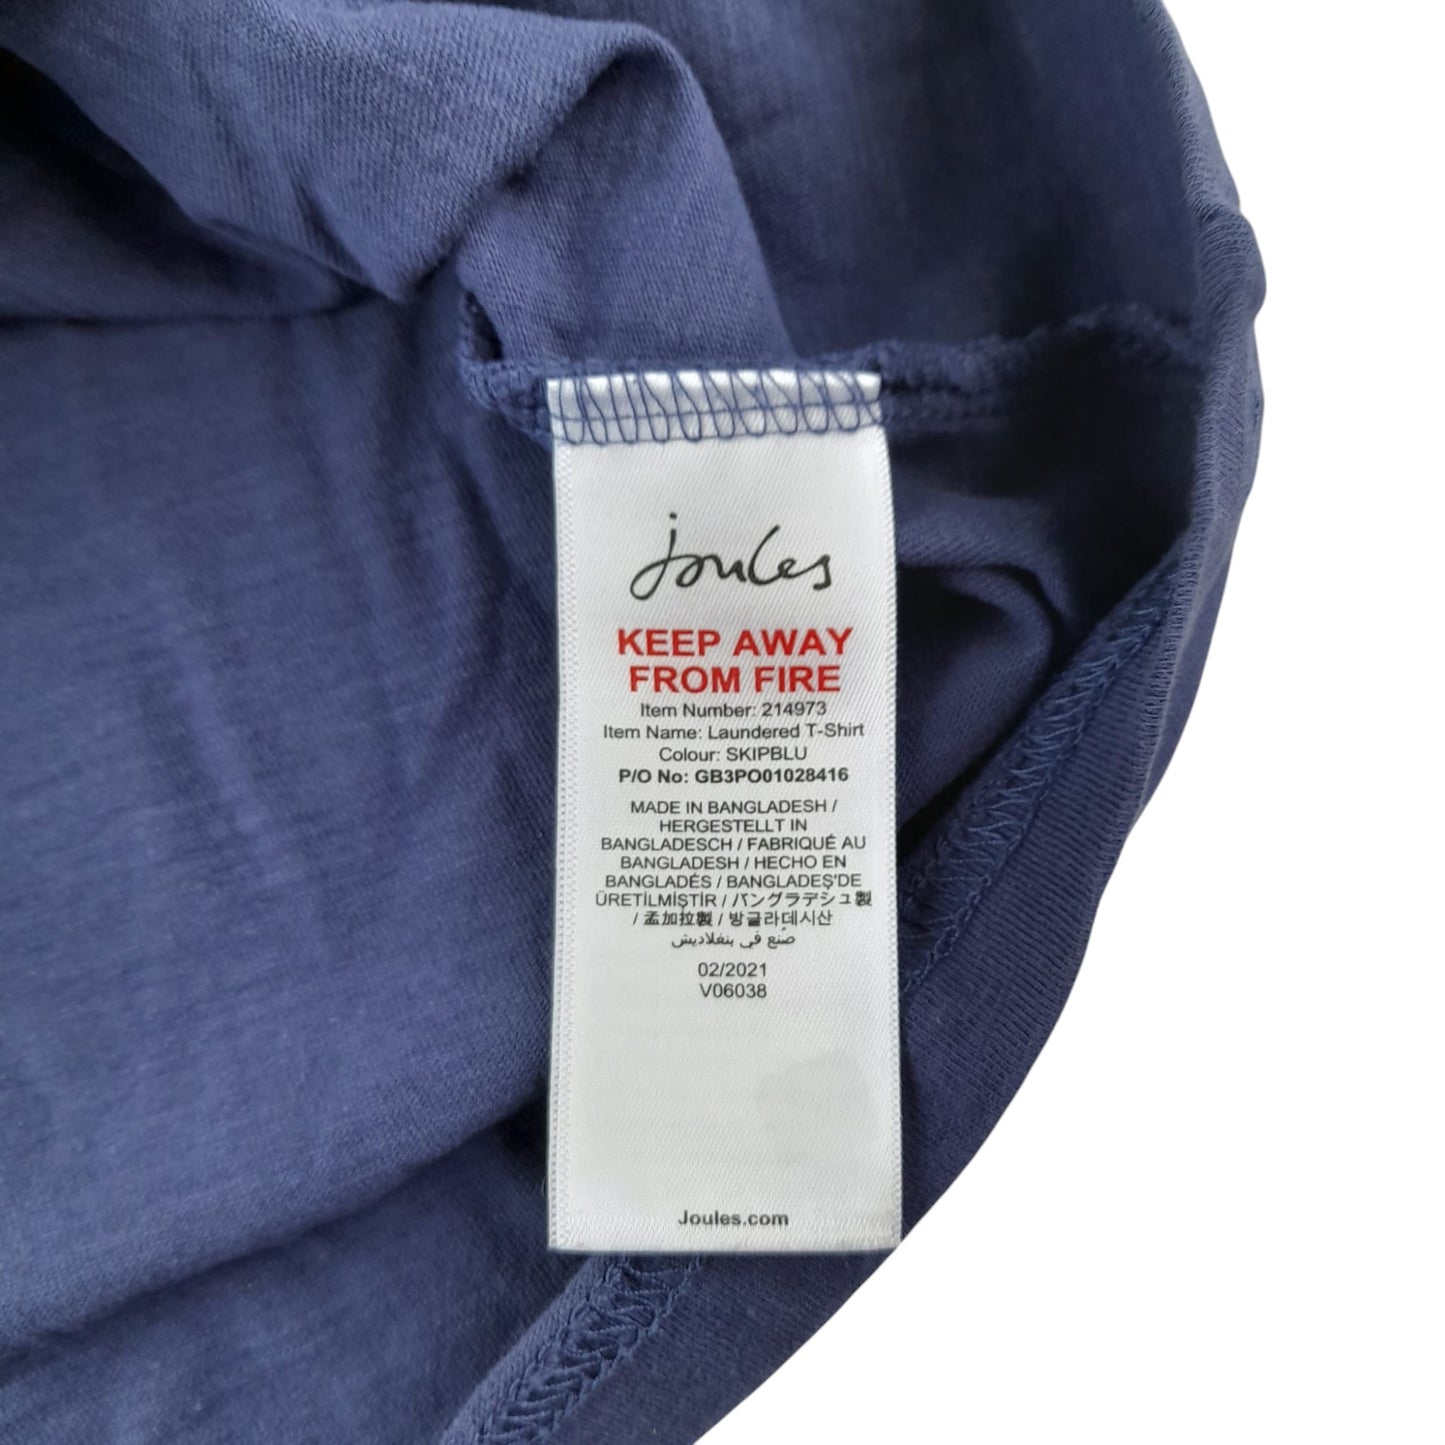 Joules
KEEP AWAY
FROM FIRE
Item Number: 214973
Item Name: Laundered T-Shirt
Colour: SKIPBLU
P/O No: GB3PO01028416
MADE IN BANGLADESH /
HERGESTELLT IN
BANGLADESCH / FABRIQUÉ AU
BANGLADESH / HECHO EN
BANGLADÉS / BANGLADEŞ'DE
ÜRETİLMİŞTİR / バングラデシュ製
/ 孟加拉製 / 방글라데시산
صُنع في بنغلاديش
02/2021
V06038
Joules.com